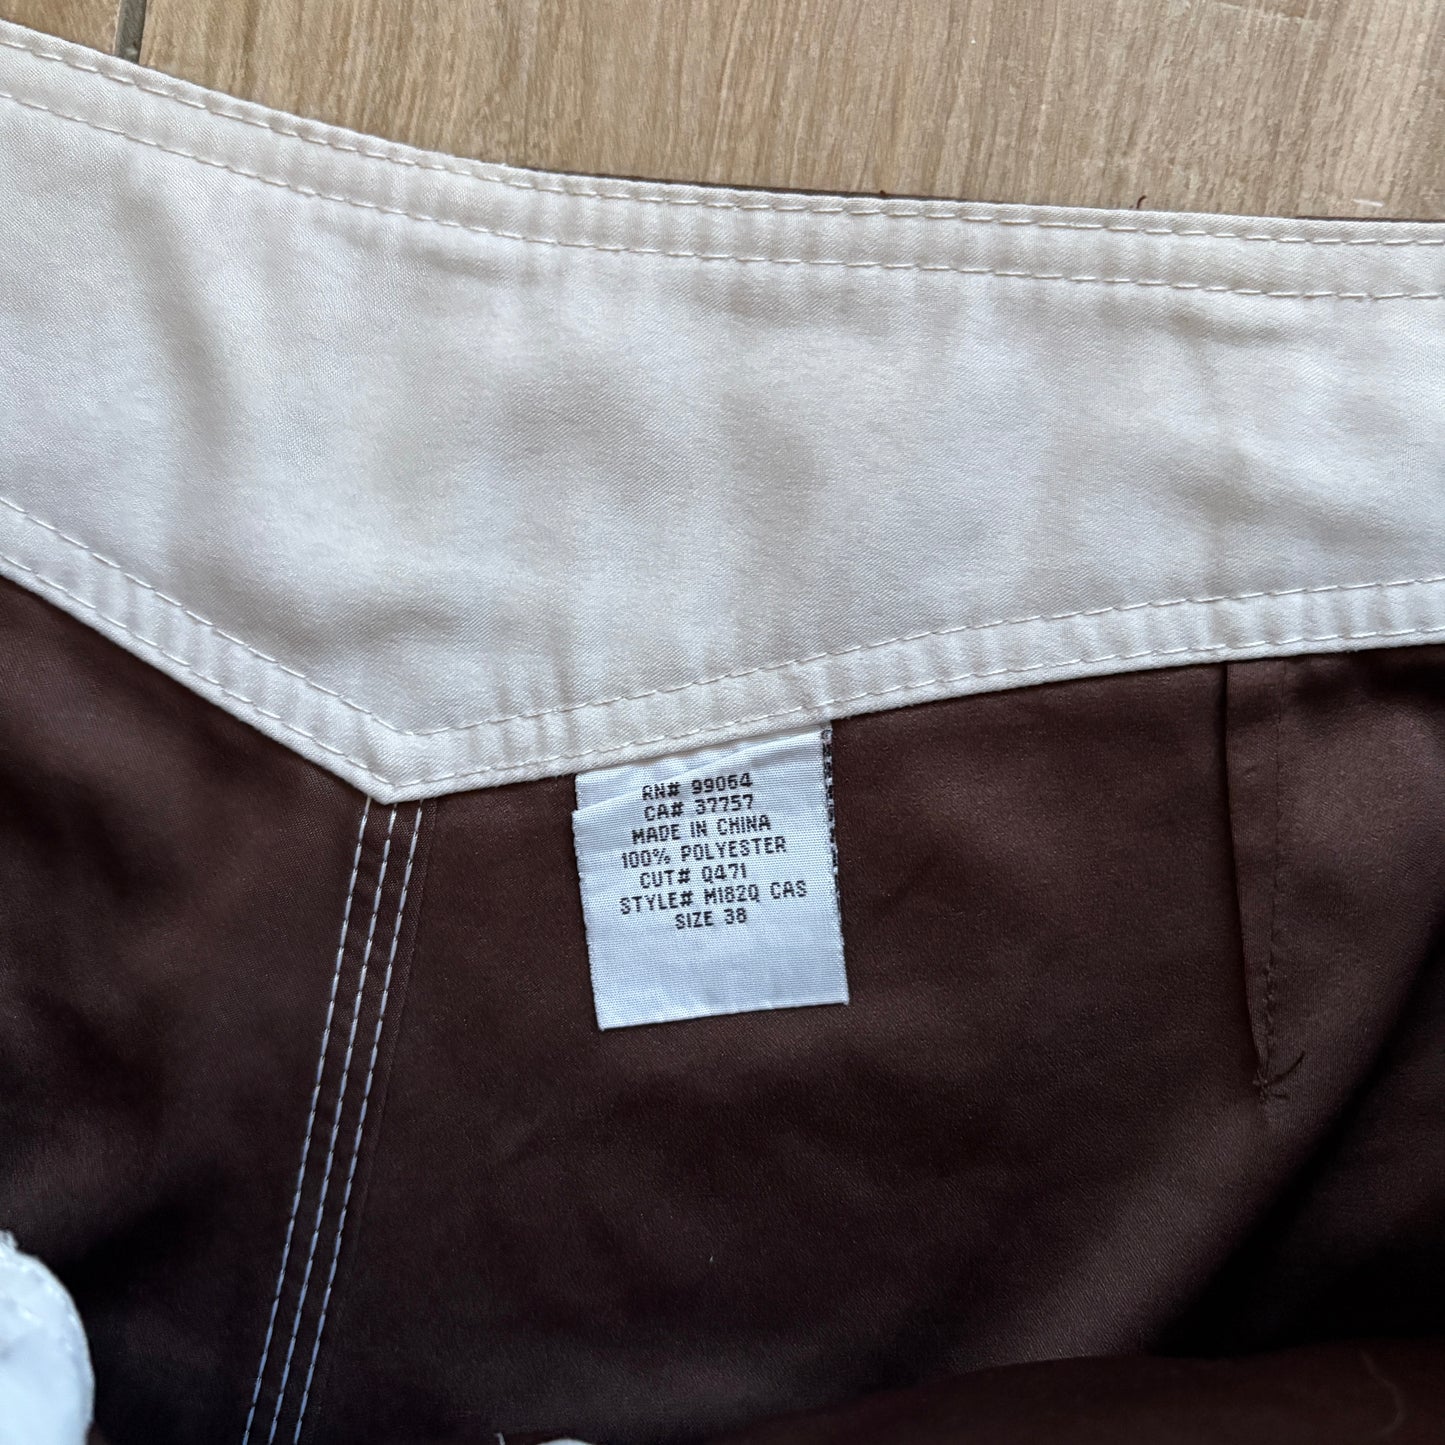 RN# 99064
CA# 37757
MADE IN CHINA
100% POLYESTER
CUT# Q471
STYLE# M182Q CAS
SIZE 38